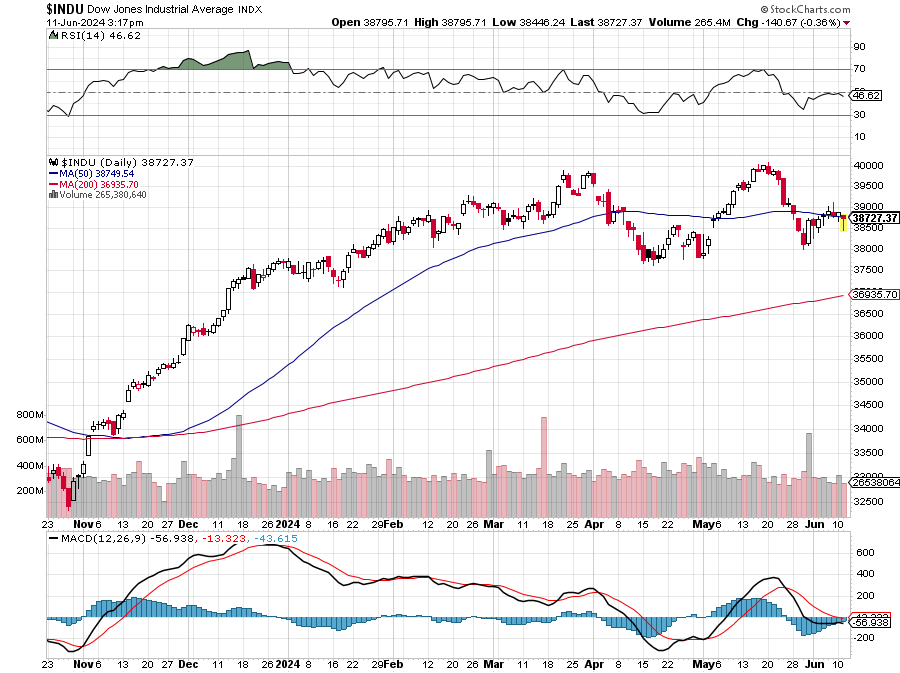 $INDU Dow Jones Industrial Average INDX
© StockCharts.com
11-Jun-2024 3:17pm
Open 38795.71 High 38795.71 Low 38446.24 Last 38727.37 Volume 265.4M Chg -140.67 (-0.36%)
RSI(14) 46.62
90
70
46.62
30
10
$INDU (Daily) 38727.37
MA(50) 38749.54
MA(200) 36935.70
Volume 265,380,640
40000
39500
39000
38727.37
38500
38000
37500
36935.70
36500
36000
35500
35000
34500
34000
33500
33000
32500
800M
600M
400M
200M
26538064
23 Nov 6 13 20 27 Dec 11 18 26 2024 8 16 22 29 Feb 12 20 26 Mar 11 18 25 Apr 8 15 22 May 6 13 20 28 Jun 10
MACD(12,26,9) -56.938, -13.323, -43.615
600
400
200
-56.938
-200
23 Nov 6 13 20 27 Dec 11 18 26 2024 8 16 22 29 Feb 12 20 26 Mar 11 18 25 Apr 8 15 22 May 6 13 20 28 Jun 10